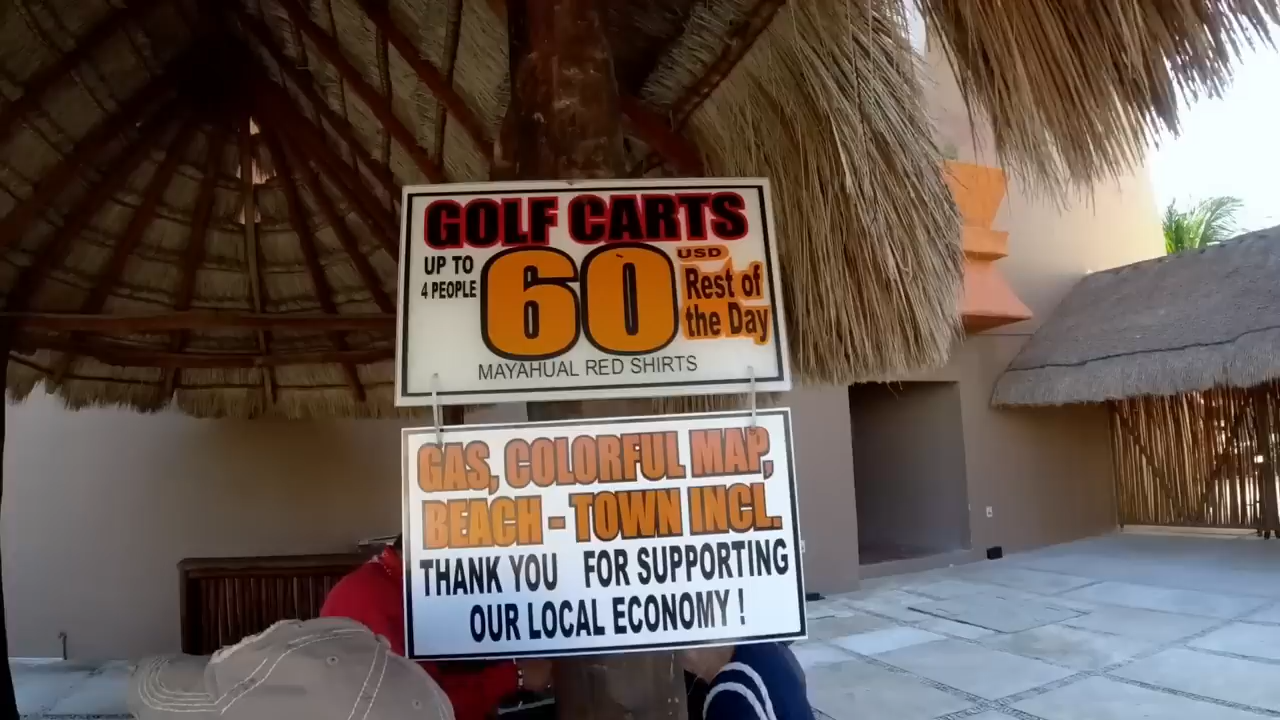 GOLF CARTS
UP TO
4 PEOPLE
60
USD
Rest of
the Day
MAYAHUAL RED SHIRTS
GAS, COLORFUL MAP,
BEACH - TOWN INCL.
THANK YOU FOR SUPPORTING
OUR LOCAL ECONOMY !